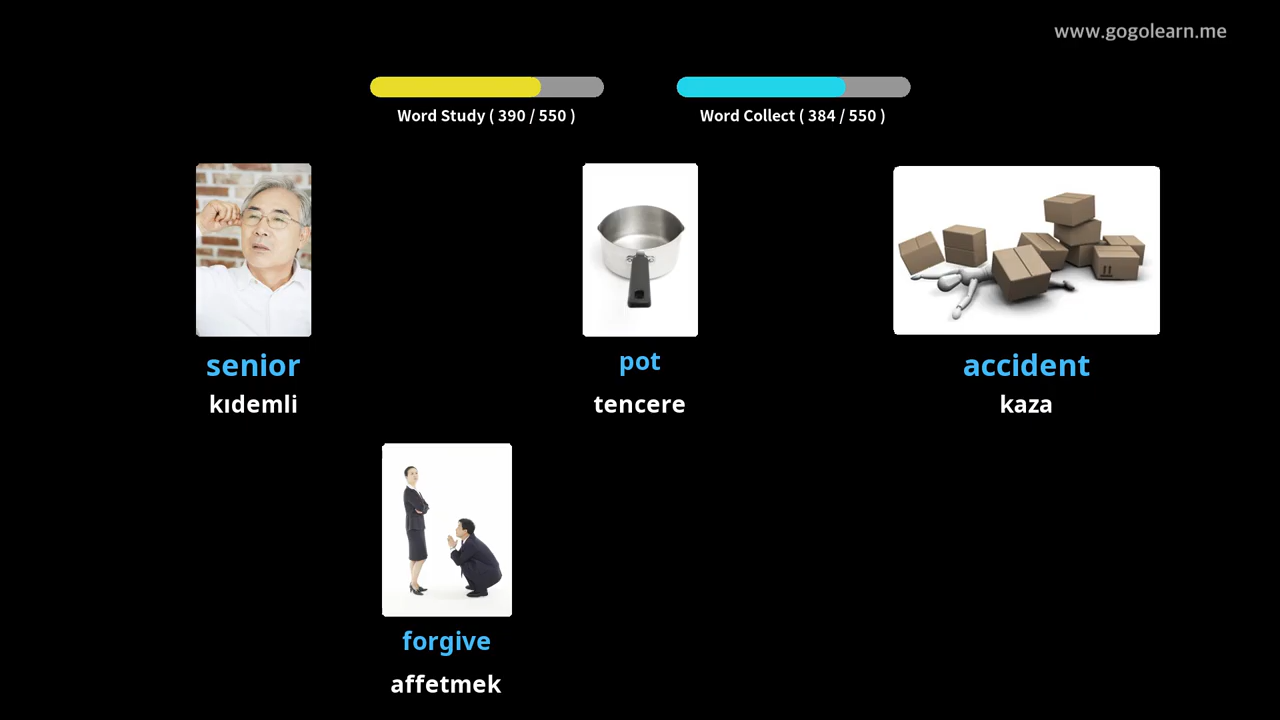 www.gogolearn.me
Word Study ( 390 / 550 )
Word Collect ( 384 / 550 )
senior
kıdemli
pot
tencere
accident
kaza
forgive
affetmek